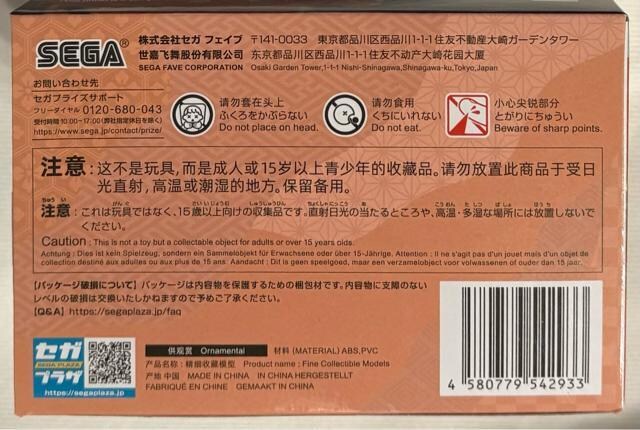 SEGA®
株式会社セガ フェイブ 〒141-0033 東京都品川区西品川1-1-1住友不動産大崎ガーデンタワー
世嘉飞舞股份有限公司 东京都品川区西品川1-1-1住友不动产大崎花园大厦
SEGA FAVE CORPORATION Osaki Garden Tower,1-1-1 Nishi-Shinagawa,Shinagawa-ku,Tokyo,Japan
お問い合わせ先
セガプライズサポート
フリーダイヤル 0120-680-043
受付時間 10:00~17:00(弊社指定休日を除く)
https://www.sega.jp/contact/prize/
请勿套在头上
ふくろをかぶらない
Do not place on head.
请勿食用
くちにいれない
Do not eat.
小心尖锐部分
とがりにちゅうい
Beware of sharp points.
注意:这不是玩具,而是成人或15岁以上青少年的收藏品。请勿放置此商品于受日
光直射,高温或潮湿的地方。保留备用。
注意:これは玩具ではなく、15歳以上向けの収集品です。直射日光の当たるところや、高温・多湿な場所には放置しないで
ください。
Caution : This is not a toy but a collectable object for adults or over 15 years olds.
Achtung : Dies ist kein Spielzeug, sondern ein Sammelobjekt für Erwachsene oder über 15-Jährige. Attention : Il ne s'agit pas d'un jouet mais d'un objet de
collection destiné aux adultes ou aux plus de 15 ans. Aandacht : Dit is geen speelgoed, maar een verzamelobject voor volwassenen of ouder dan 15 jaar.
【パッケージ破損について】パッケージは内容物を保護するための梱包材です。内容物に支障のない
レベルの破損は交換いたしかねますので予めご了承ください。
【Q&A】https://segaplaza.jp/faq
セガ
SEGA PLAZA
プラザ
https://segaplaza.jp
供观赏 Ornamental 材料 (MATERIAL) ABS,PVC
产品名称:精细收藏模型 Product name : Fine Collectible Models
产地 中国 MADE IN CHINA IN CHINA HERGESTELLT
FABRIQUÉ EN CHINE GEMAAKT IN CHINA
4 580779 542933